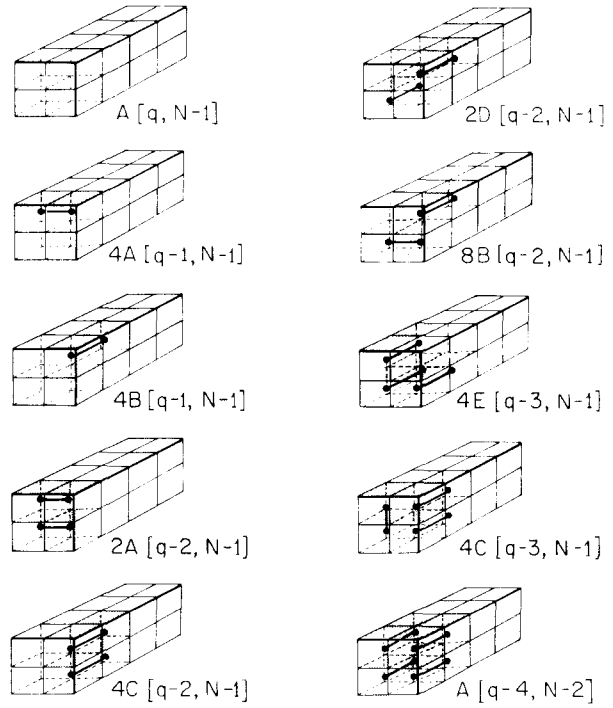 A [q, N-1]
2D [q-2, N-1]
4A [q-1, N-1]
8B [q-2, N-1]
4B [q-1, N-1]
4E [q-3, N-1]
2A [q-2, N-1]
4C [q-3, N-1]
4C [q-2, N-1]
A [q-4, N-2]